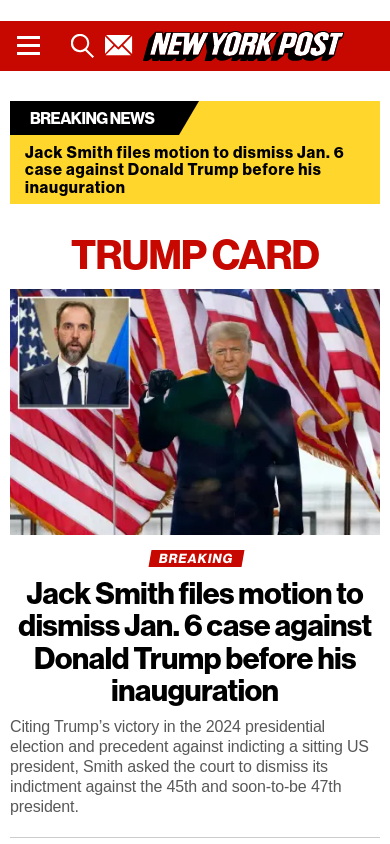 NEW YORK POST
BREAKING NEWS
Jack Smith files motion to dismiss Jan. 6
case against Donald Trump before his
inauguration
TRUMP CARD
BREAKING
Jack Smith files motion to
dismiss Jan. 6 case against
Donald Trump before his
inauguration
Citing Trump’s victory in the 2024 presidential
election and precedent against indicting a sitting US
president, Smith asked the court to dismiss its
indictment against the 45th and soon-to-be 47th
president.